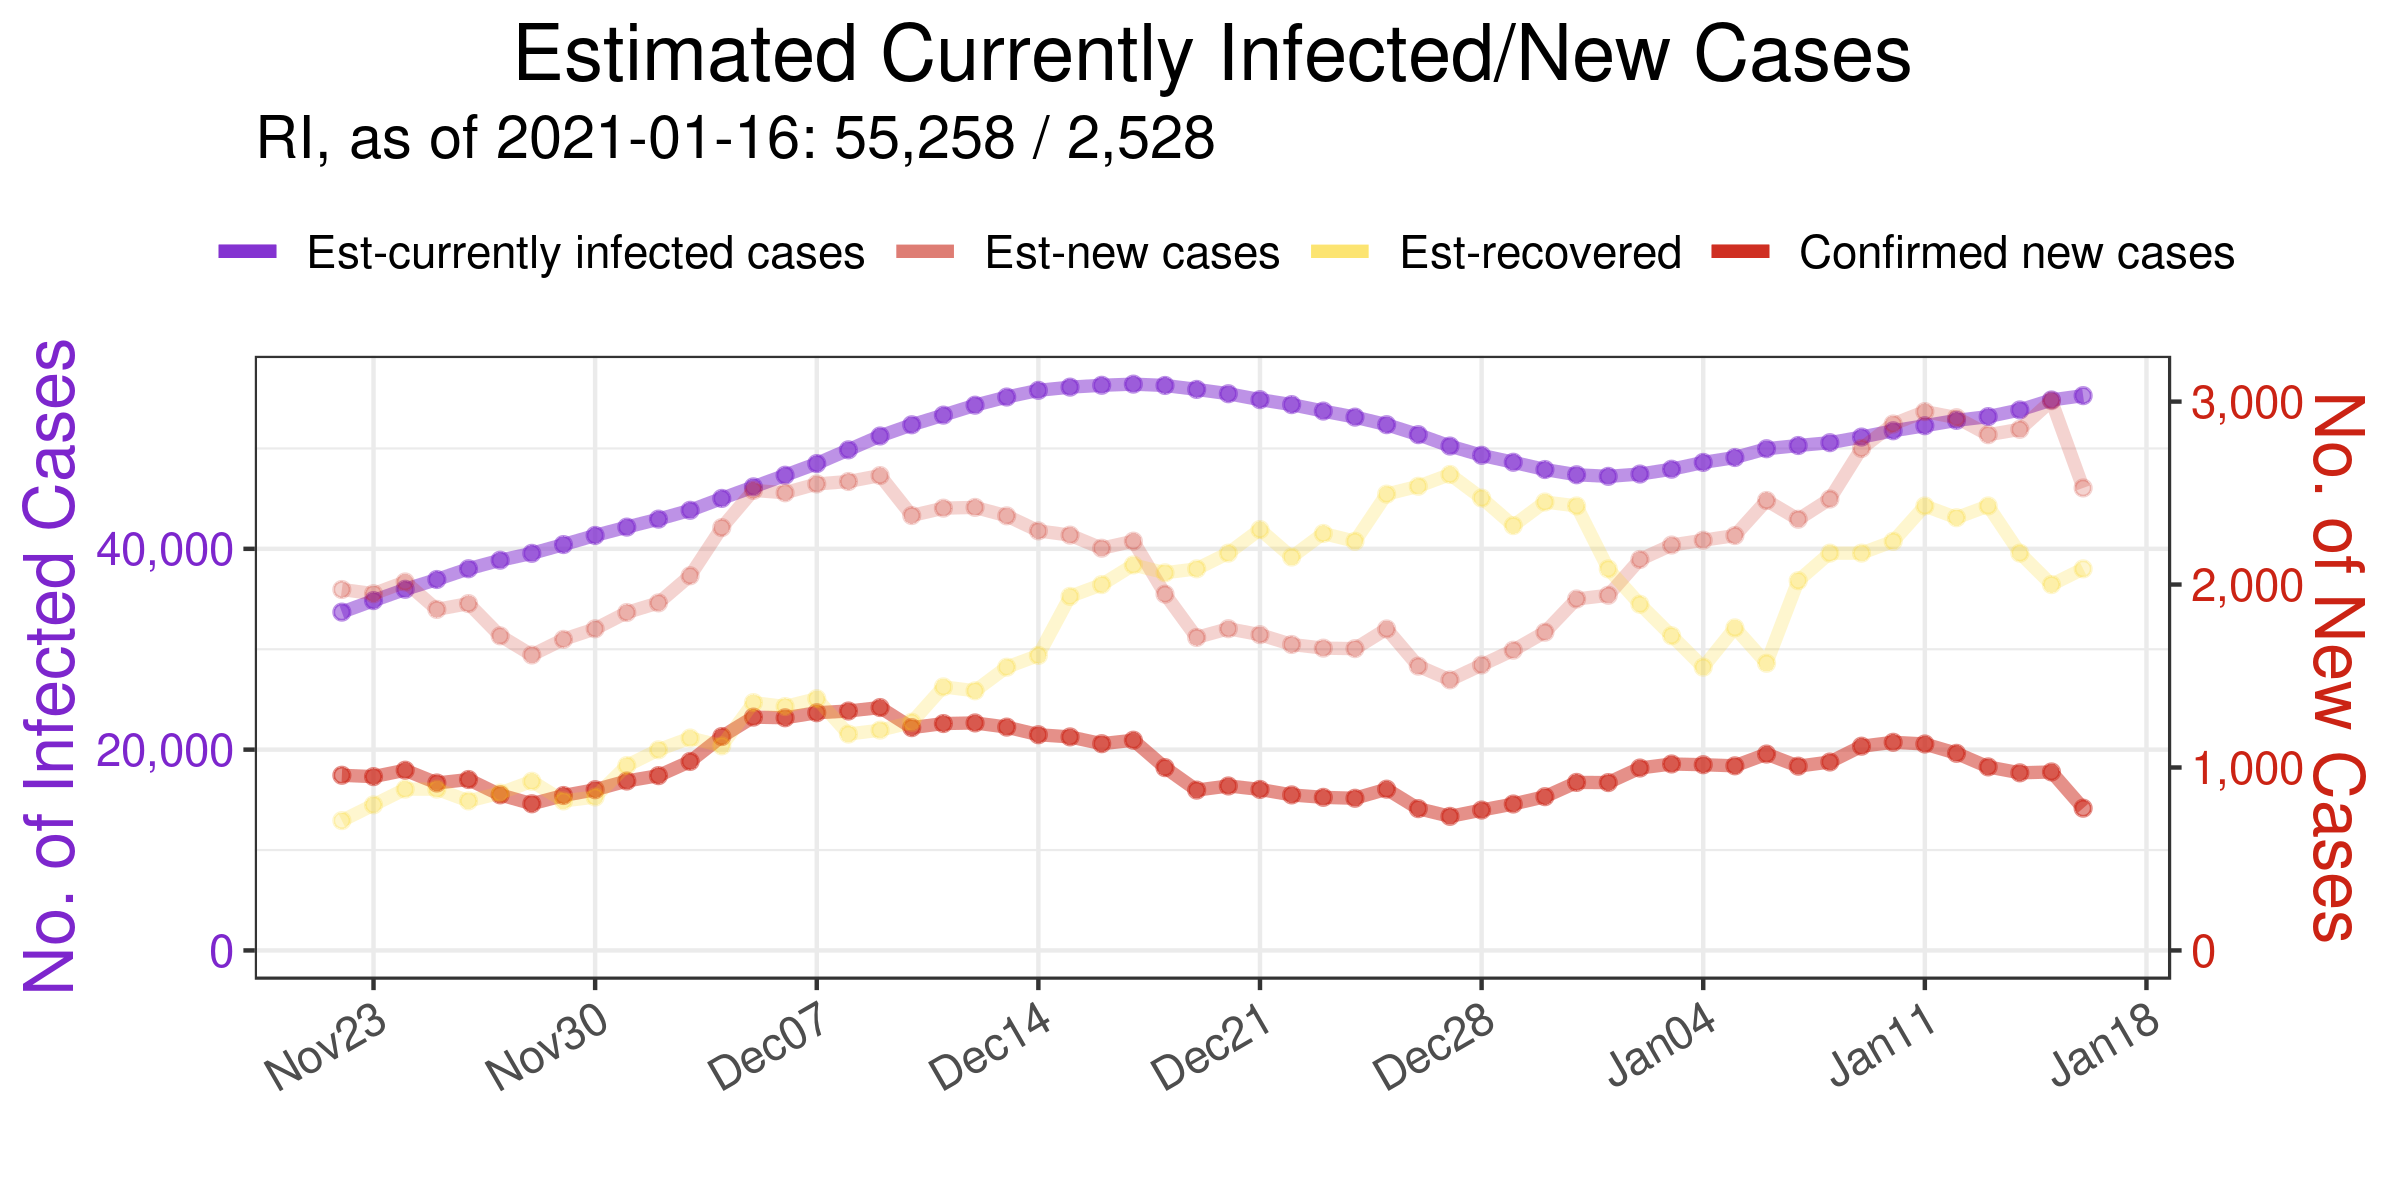 Estimated Currently Infected/New Cases
RI, as of 2021-01-16: 55,258 / 2,528
Est-currently infected cases Est-new cases Est-recovered Confirmed new cases
No. of Infected Cases
40,000
20,000
0
3,000
2,000
1,000
0
No. of New Cases
Nov23 Nov30 Dec07 Dec14 Dec21 Dec28 Jan04 Jan11 Jan18